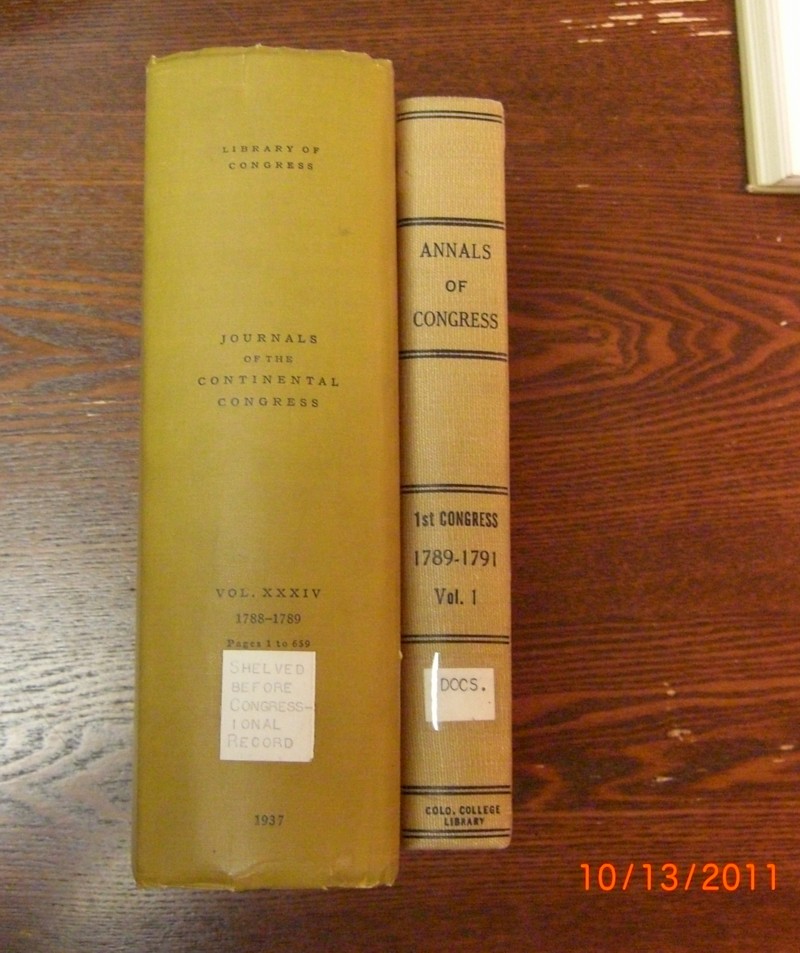 LIBRARY OF
CONGRESS
JOURNALS
OF THE
CONTINENTAL
CONGRESS
VOL. XXXIV
1788–1789
Pages 1 to 659
SHELVED
BEFORE
CONGRESS–
IONAL
RECORD
1937
ANNALS
OF
CONGRESS
1st CONGRESS
1789-1791
Vol. 1
DOCS.
COLO. COLLEGE
LIBRARY
10/13/2011